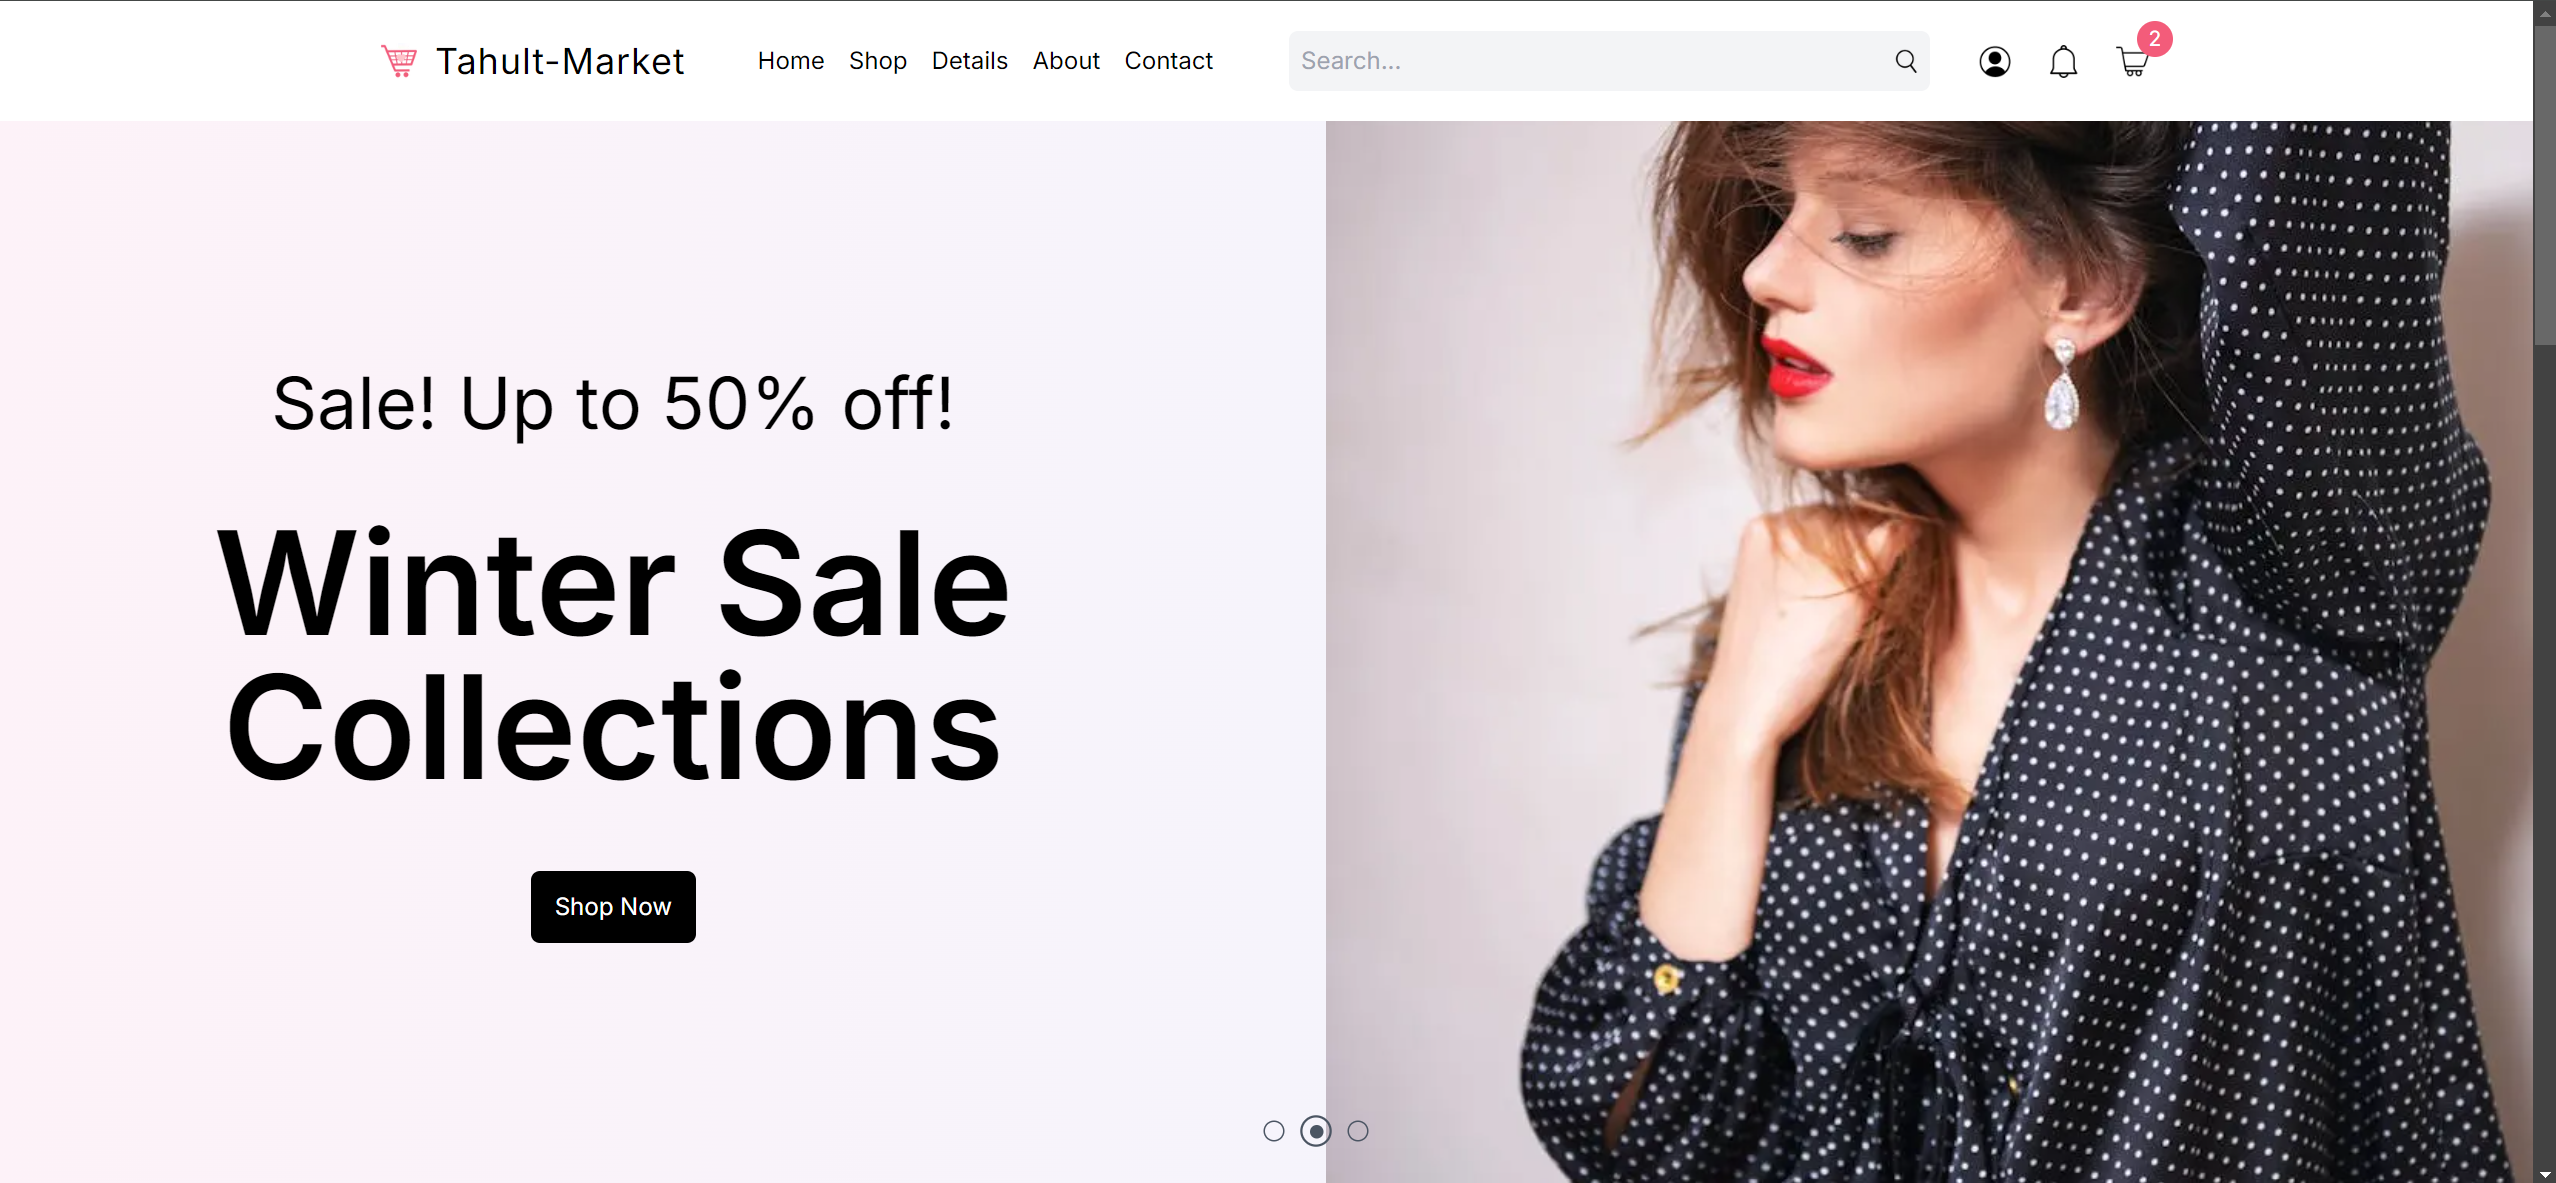 Tahult-Market
Home Shop Details About Contact
Search...
2
Sale! Up to 50% off!
Winter Sale
Collections
Shop Now